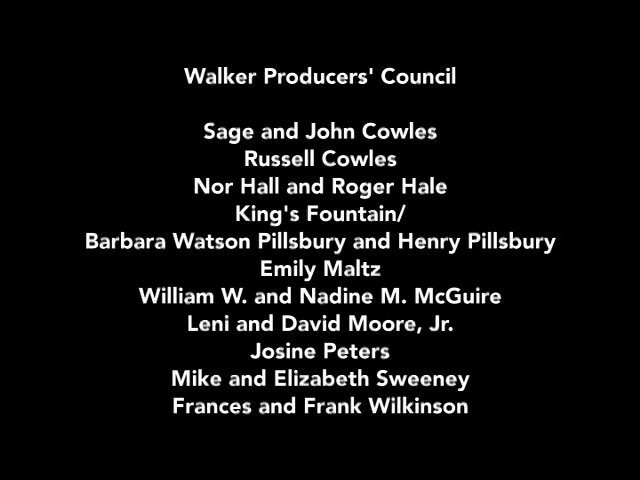 Walker Producers' Council
Sage and John Cowles
Russell Cowles
Nor Hall and Roger Hale
King's Fountain/
Barbara Watson Pillsbury and Henry Pillsbury
Emily Maltz
William W. and Nadine M. McGuire
Leni and David Moore, Jr.
Josine Peters
Mike and Elizabeth Sweeney
Frances and Frank Wilkinson